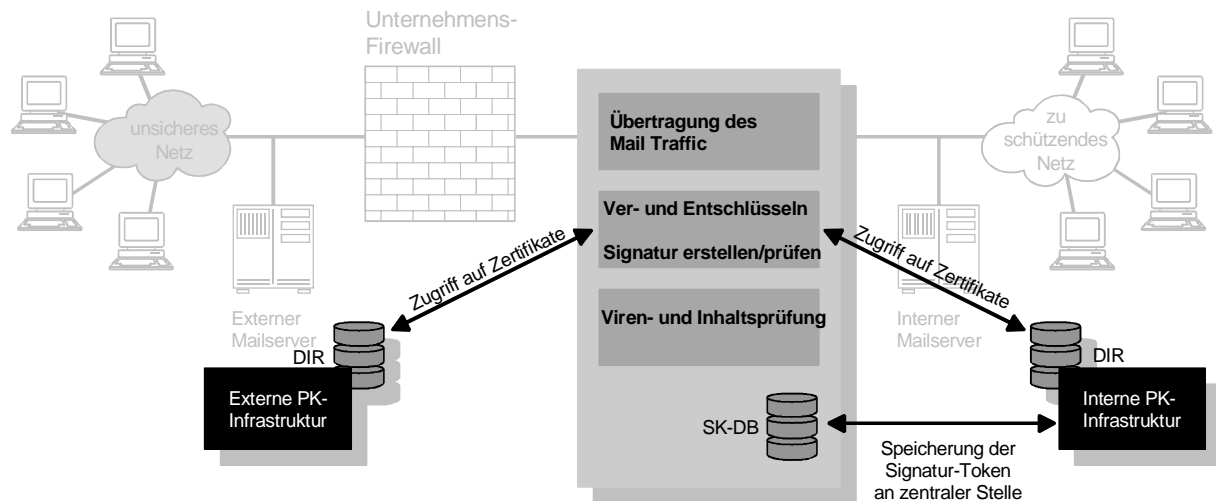 Unternehmens-
Firewall
unsicheres
Netz
Übertragung des
Mail Traffic
zu
schützendes
Netz
Ver- und Entschlüsseln
Signatur erstellen/prüfen
Zugriff auf Zertifikate
Zugriff auf Zertifikate
Viren- und Inhaltsprüfung
Externer
Mailserver
Interner
Mailserver
DIR
DIR
Externe PK-
Infrastruktur
Interne PK-
Infrastruktur
SK-DB
Speicherung der
Signatur-Token
an zentraler Stelle